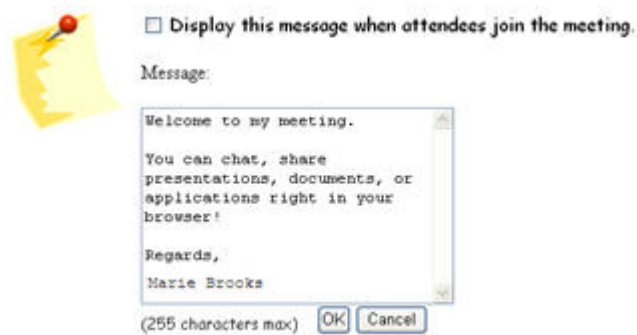 Display this message when attendees join the meeting.
Message:
Welcome to my meeting.
You can chat, share
presentations, documents, or
applications right in your
browser!
Regards,
Marie Brooks
(255 characters max) OK Cancel